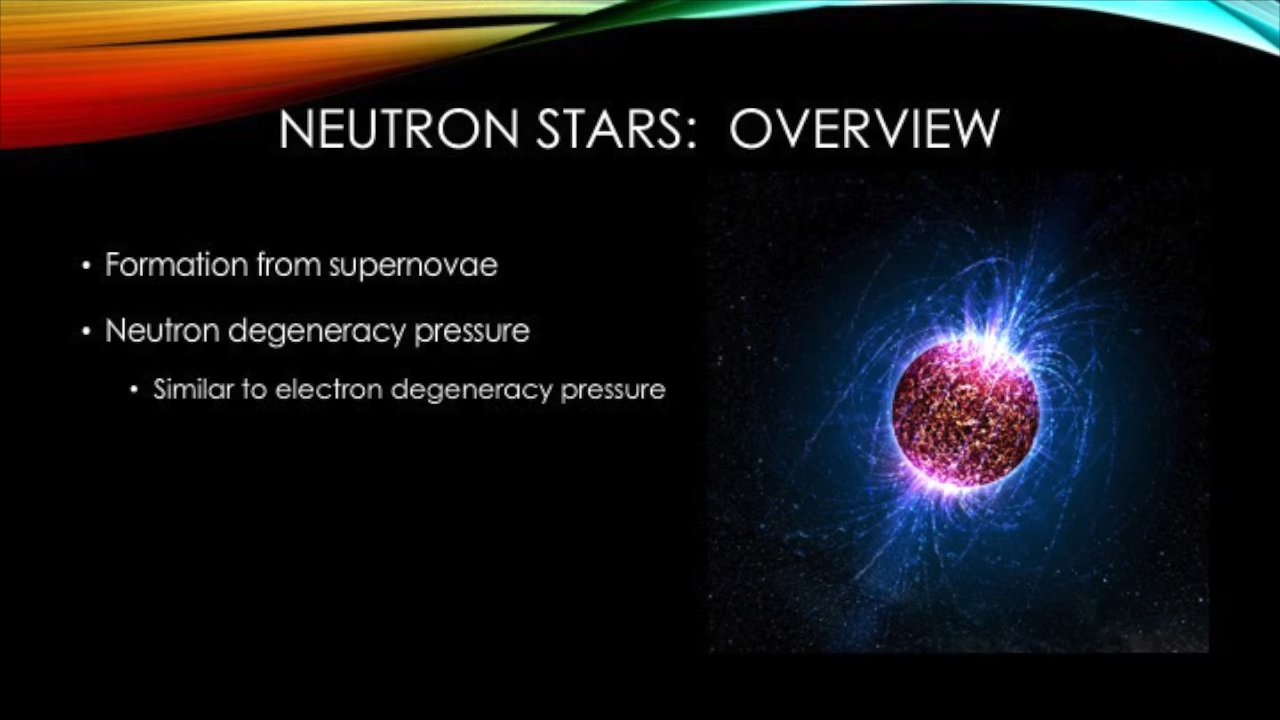 NEUTRON STARS: OVERVIEW
• Formation from supernovae
• Neutron degeneracy pressure
• Similar to electron degeneracy pressure